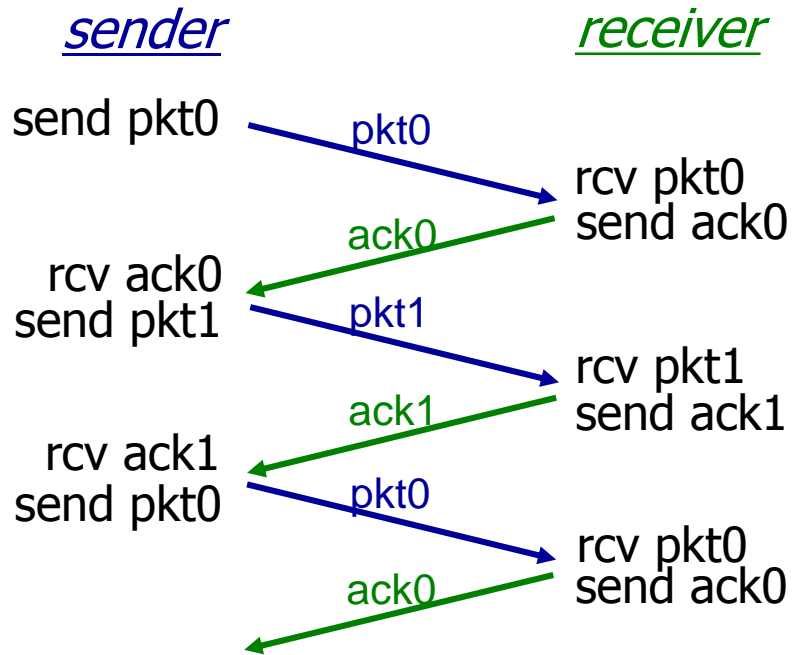 sender
receiver
send pkt0
pkt0
rcv pkt0
send ack0
ack0
rcv ack0
send pkt1
pkt1
rcv pkt1
send ack1
ack1
rcv ack1
send pkt0
pkt0
rcv pkt0
send ack0
ack0